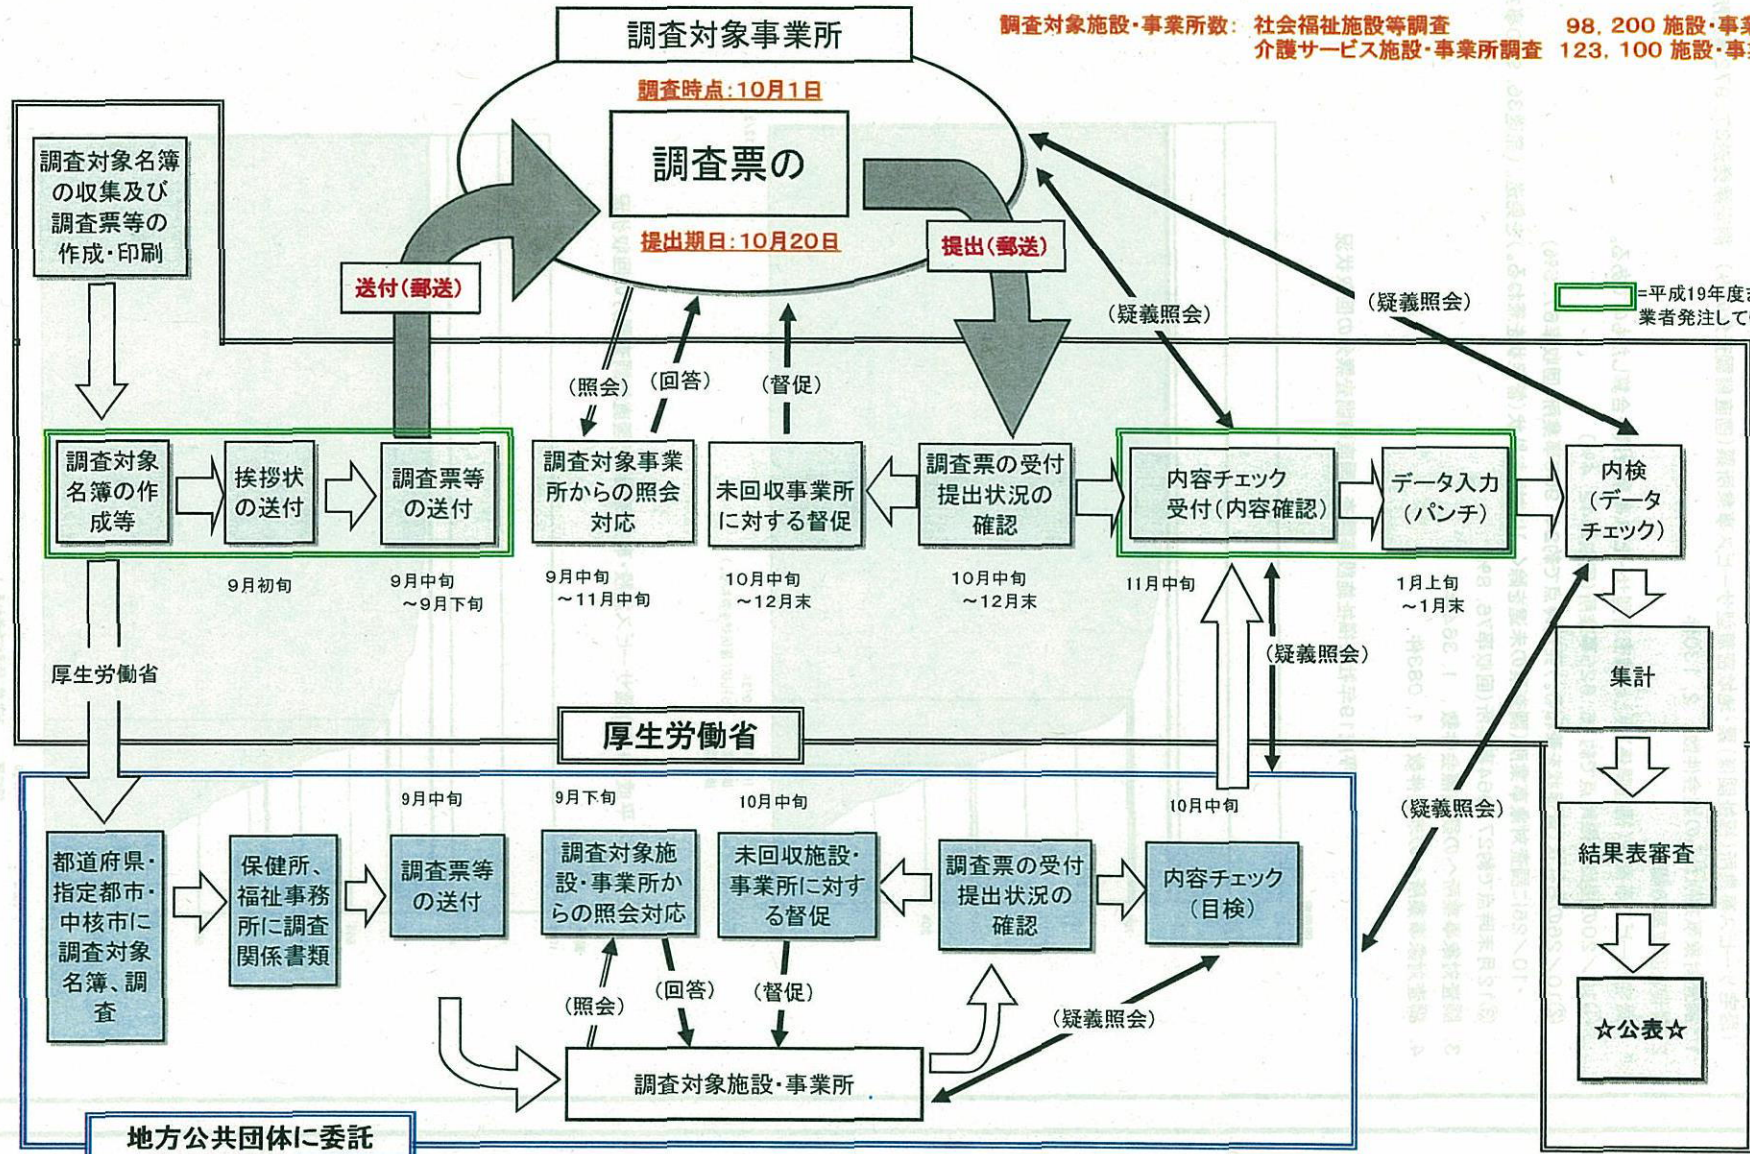 調査対象施設・事業所数： 社会福祉施設等調査 98,200 施設・事業
介護サービス施設・事業所調査 123,100 施設・事業
調査対象事業所
調査時点：10月1日
調査票の
提出期日：10月20日
調査対象名簿
の収集及び
調査票等の
作成・印刷
送付（郵送）
提出（郵送）
（疑義照会）
（疑義照会）
＝平成19年度ま
業者発注して
（照会）
（回答）
（督促）
調査対象
名簿の作
成等
挨拶状
の送付
調査票等
の送付
調査対象事業
所からの照会
対応
未回収事業所
に対する督促
調査票の受付
提出状況の
確認
内容チェック
受付（内容確認）
データ入力
（パンチ）
内検
（データ
チェック）
9月初旬
9月中旬
～9月下旬
9月中旬
～11月中旬
10月中旬
～12月末
10月中旬
～12月末
11月中旬
1月上旬
～1月末
厚生労働省
（疑義照会）
集計
厚生労働省
結果表審査
☆公表☆
（疑義照会）
9月中旬
9月下旬
10月中旬
10月中旬
都道府県・
指定都市・
中核市に
調査対象
名簿、調
査
保健所、
福祉事務
所に調査
関係書類
調査票等
の送付
調査対象施
設・事業所か
らの照会対応
未回収施設・
事業所に対す
る督促
調査票の受付
提出状況の
確認
内容チェック
（目検）
（照会）
（回答）
（督促）
（疑義照会）
調査対象施設・事業所
地方公共団体に委託